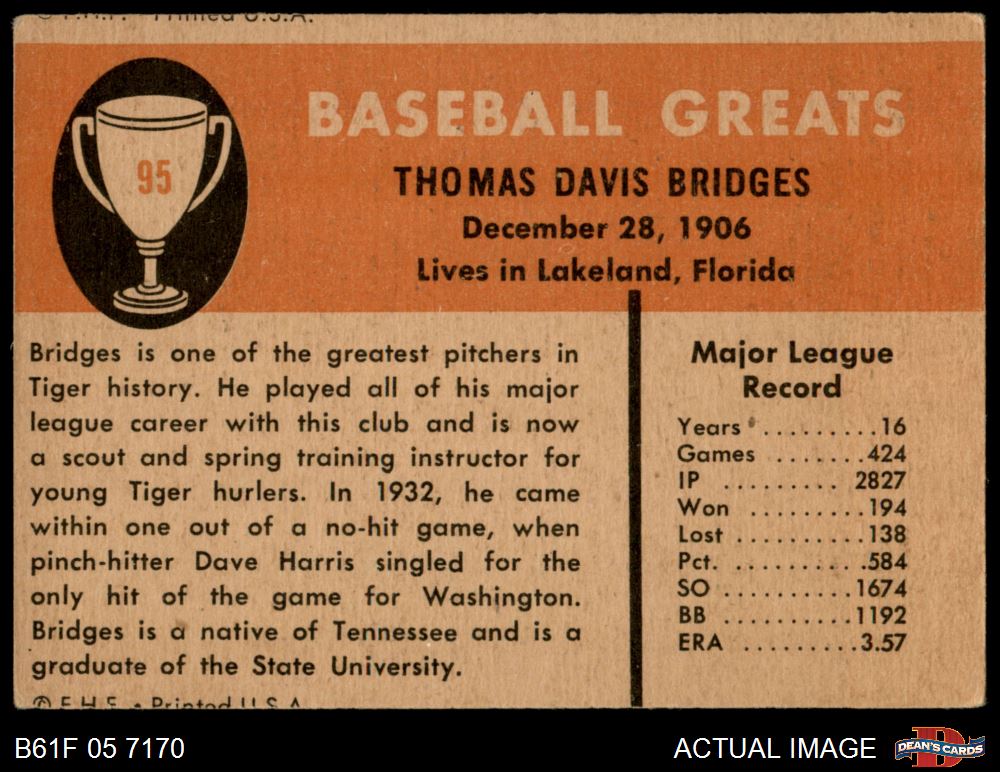 © F.H.F. Printed U.S.A.
BASEBALL GREATS
95
THOMAS DAVIS BRIDGES
December 28, 1906
Lives in Lakeland, Florida
Bridges is one of the greatest pitchers in
Tiger history. He played all of his major
league career with this club and is now
a scout and spring training instructor for
young Tiger hurlers. In 1932, he came
within one out of a no-hit game, when
pinch-hitter Dave Harris singled for the
only hit of the game for Washington.
Bridges is a native of Tennessee and is a
graduate of the State University.
Major League
Record
Years .........16
Games .......424
IP ......... 2827
Won .........194
Lost ..........138
Pct. ..........584
SO ..........1674
BB ..........1192
ERA .........3.57
© F.H.F. • Printed U.S.A.
B61F 05 7170
ACTUAL IMAGE
D
DEAN'S CARDS